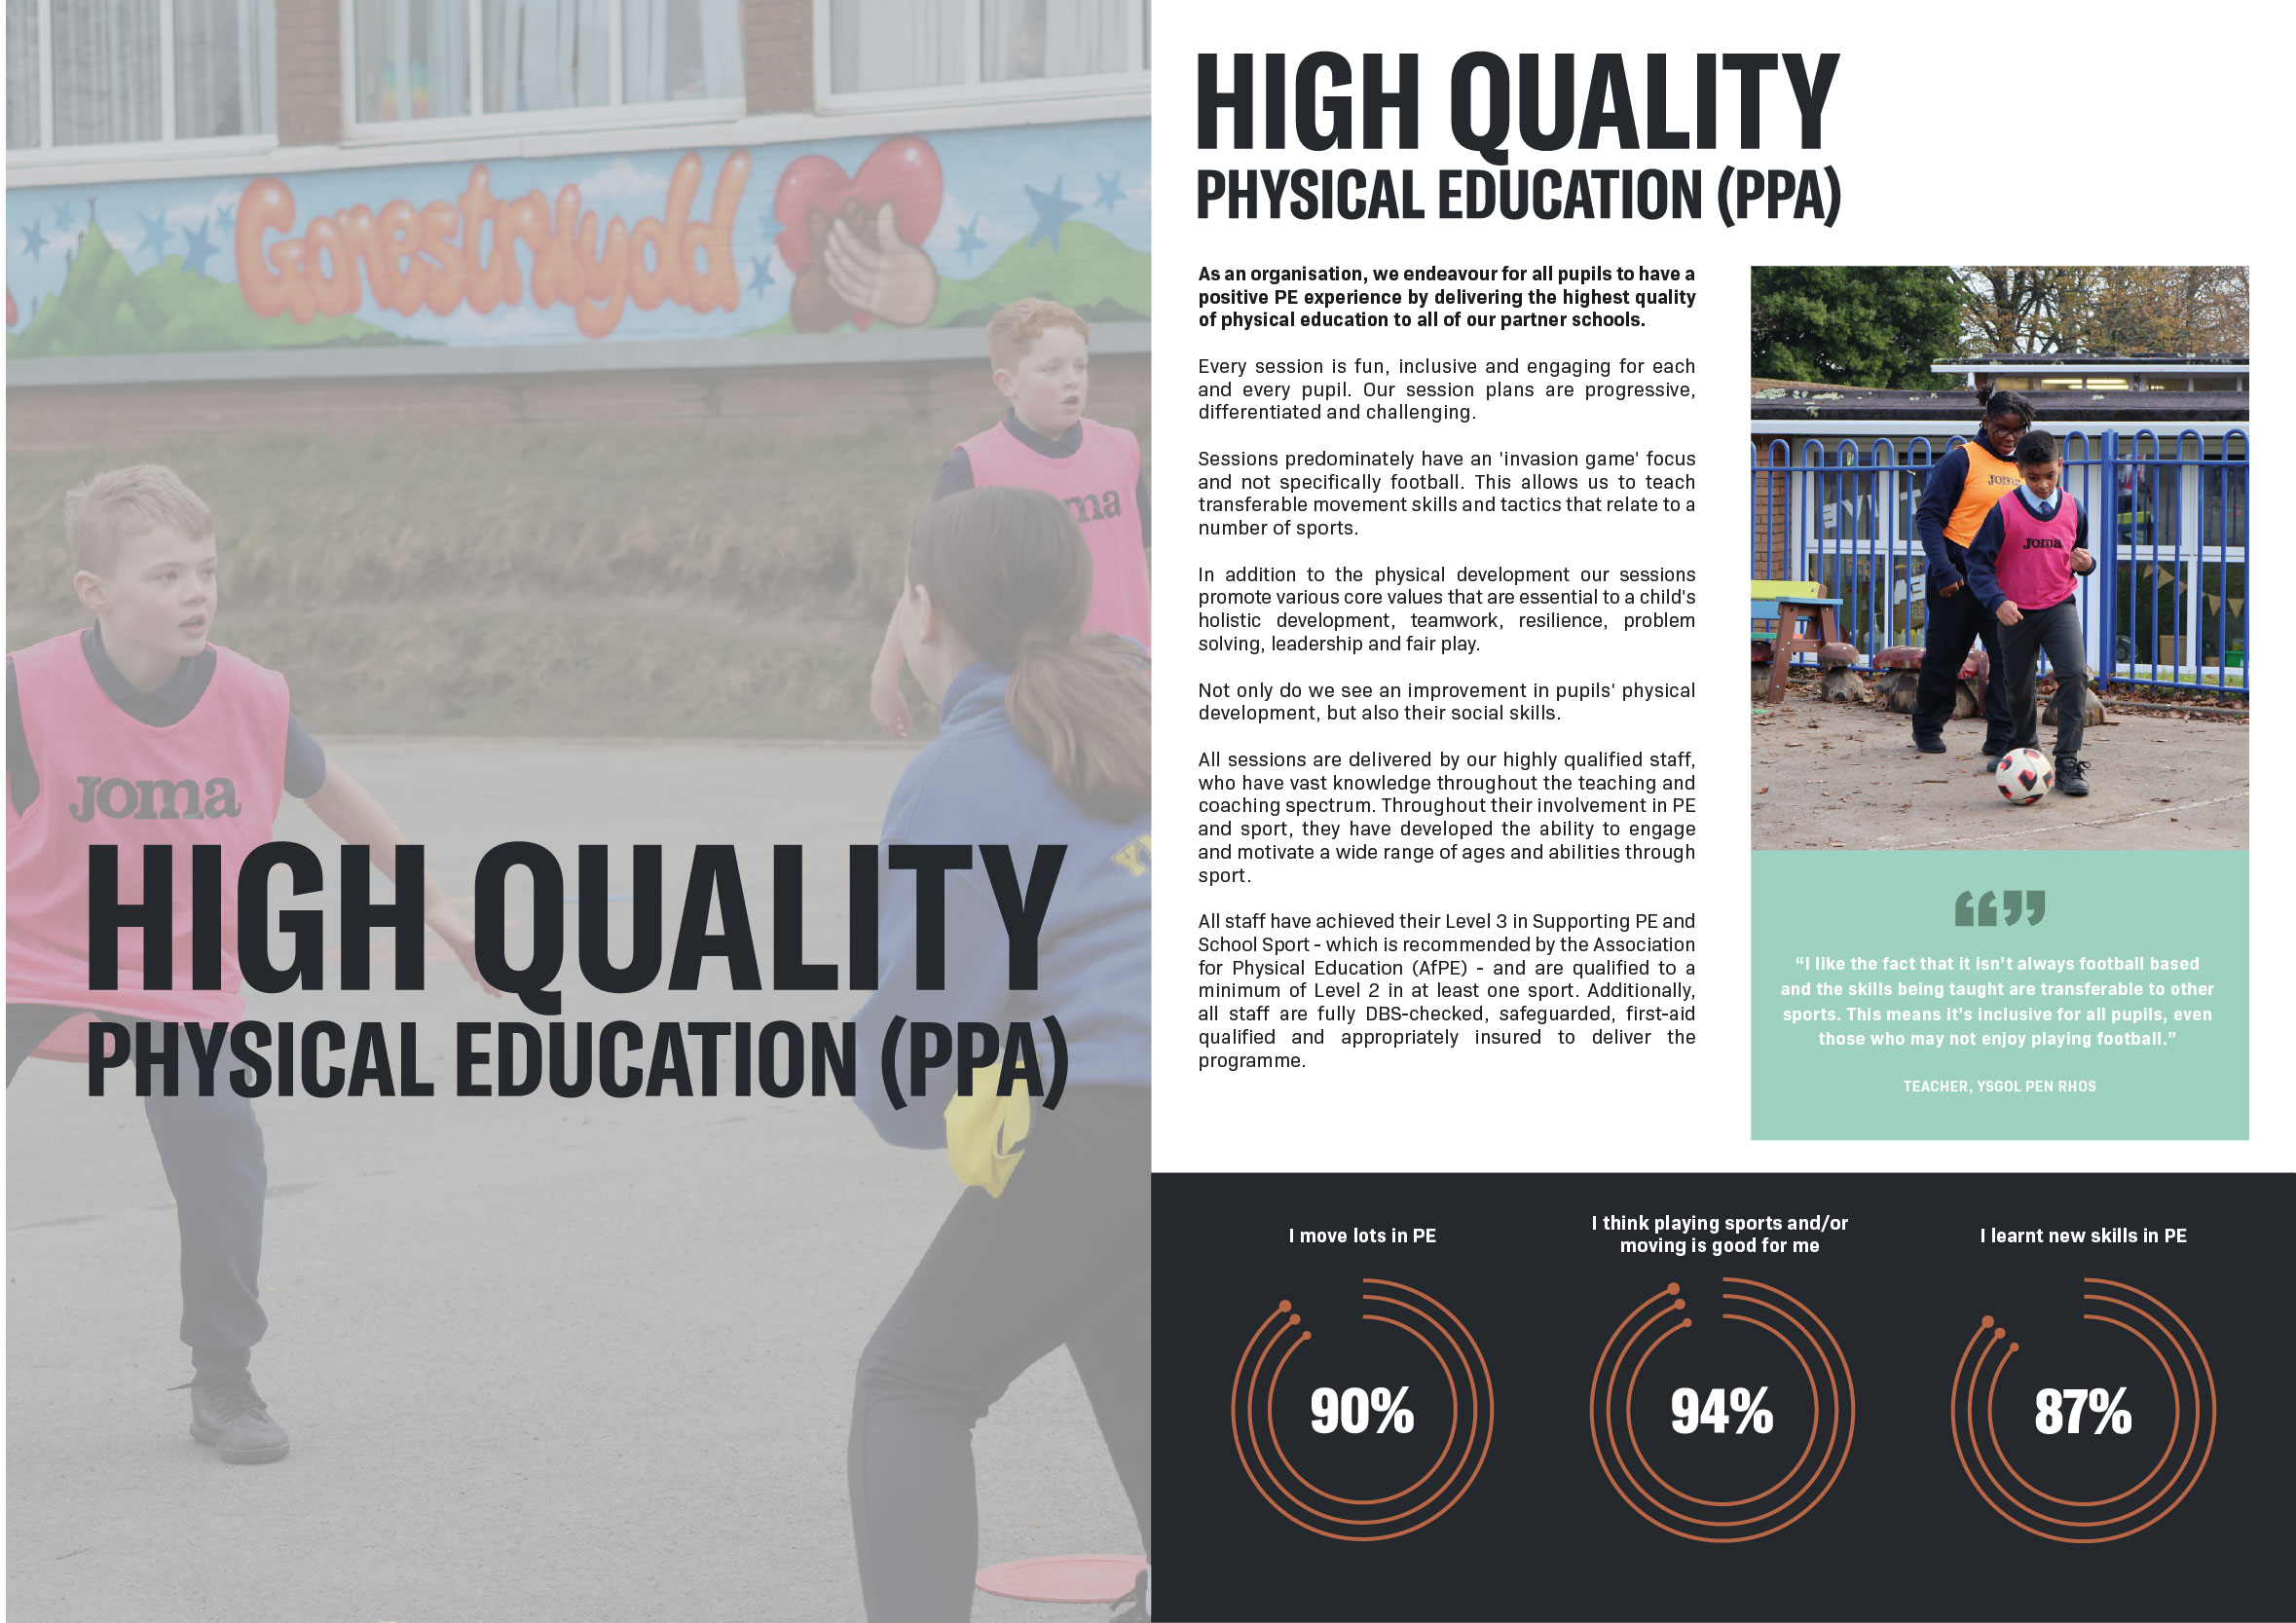 Gonestrwydd
Joma
oma
HIGH QUALITY
PHYSICAL EDUCATION (PPA)
HIGH QUALITY
PHYSICAL EDUCATION (PPA)
As an organisation, we endeavour for all pupils to have a
positive PE experience by delivering the highest quality
of physical education to all of our partner schools.
Every session is fun, inclusive and engaging for each
and every pupil. Our session plans are progressive,
differentiated and challenging.
Sessions predominately have an 'invasion game' focus
and not specifically football. This allows us to teach
transferable movement skills and tactics that relate to a
number of sports.
In addition to the physical development our sessions
promote various core values that are essential to a child's
holistic development, teamwork, resilience, problem
solving, leadership and fair play.
Not only do we see an improvement in pupils' physical
development, but also their social skills.
All sessions are delivered by our highly qualified staff,
who have vast knowledge throughout the teaching and
coaching spectrum. Throughout their involvement in PE
and sport, they have developed the ability to engage
and motivate a wide range of ages and abilities through
sport.
All staff have achieved their Level 3 in Supporting PE and
School Sport - which is recommended by the Association
for Physical Education (AfPE) - and are qualified to a
minimum of Level 2 in at least one sport. Additionally,
all staff are fully DBS-checked, safeguarded, first-aid
qualified and appropriately insured to deliver the
programme.
Joma
Joma
“I like the fact that it isn’t always football based
and the skills being taught are transferable to other
sports. This means it’s inclusive for all pupils, even
those who may not enjoy playing football.”
TEACHER, YSGOL PEN RHOS
I move lots in PE
90%
I think playing sports and/or
moving is good for me
94%
I learnt new skills in PE
87%